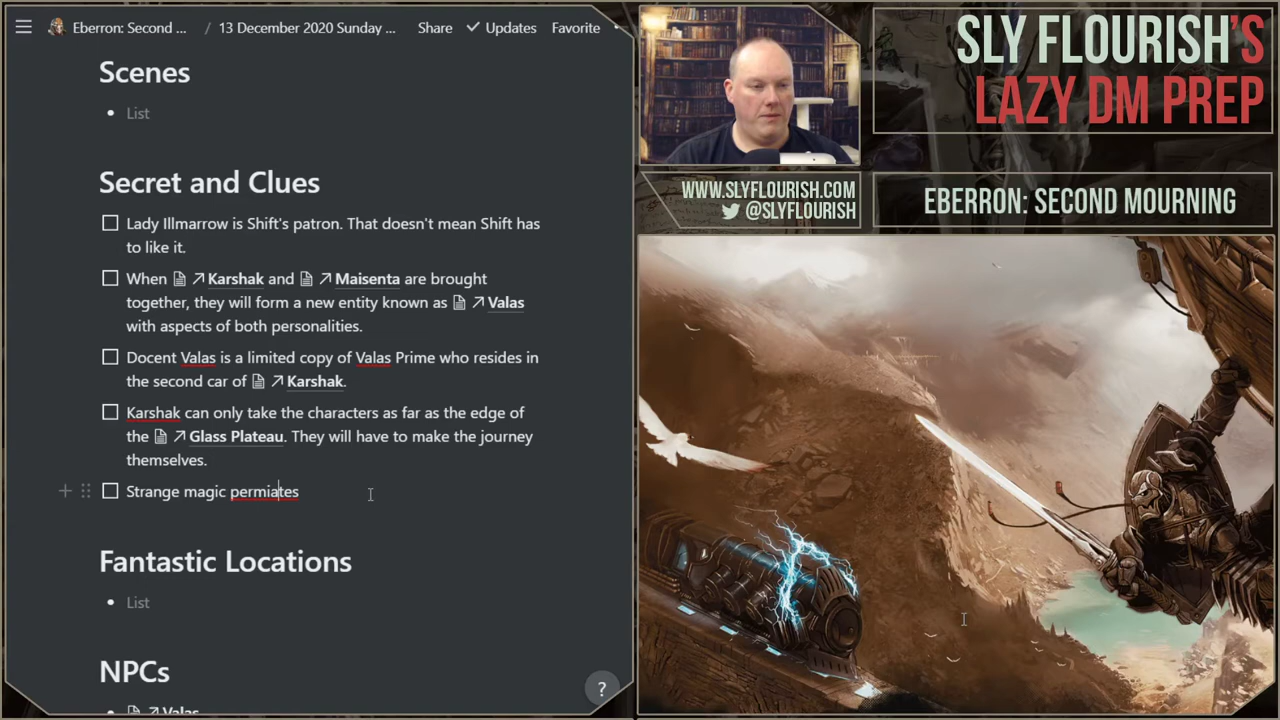 Eberron: Second ... / 13 December 2020 Sunday ... Share Updates Favorite
Scenes
List
Secret and Clues
Lady Illmarrow is Shift's patron. That doesn't mean Shift has
to like it.
When Karshak and Maisenta are brought
together, they will form a new entity known as Valas
with aspects of both personalities.
Docent Valas is a limited copy of Valas Prime who resides in
the second car of Karshak.
Karshak can only take the characters as far as the edge of
the Glass Plateau. They will have to make the journey
themselves.
Strange magic permiates
Fantastic Locations
List
NPCs
Valas
?
SLY FLOURISH'S
LAZY DM PREP
WWW.SLYFLOURISH.COM
@SLYFLOURISH
EBERRON: SECOND MOURNING